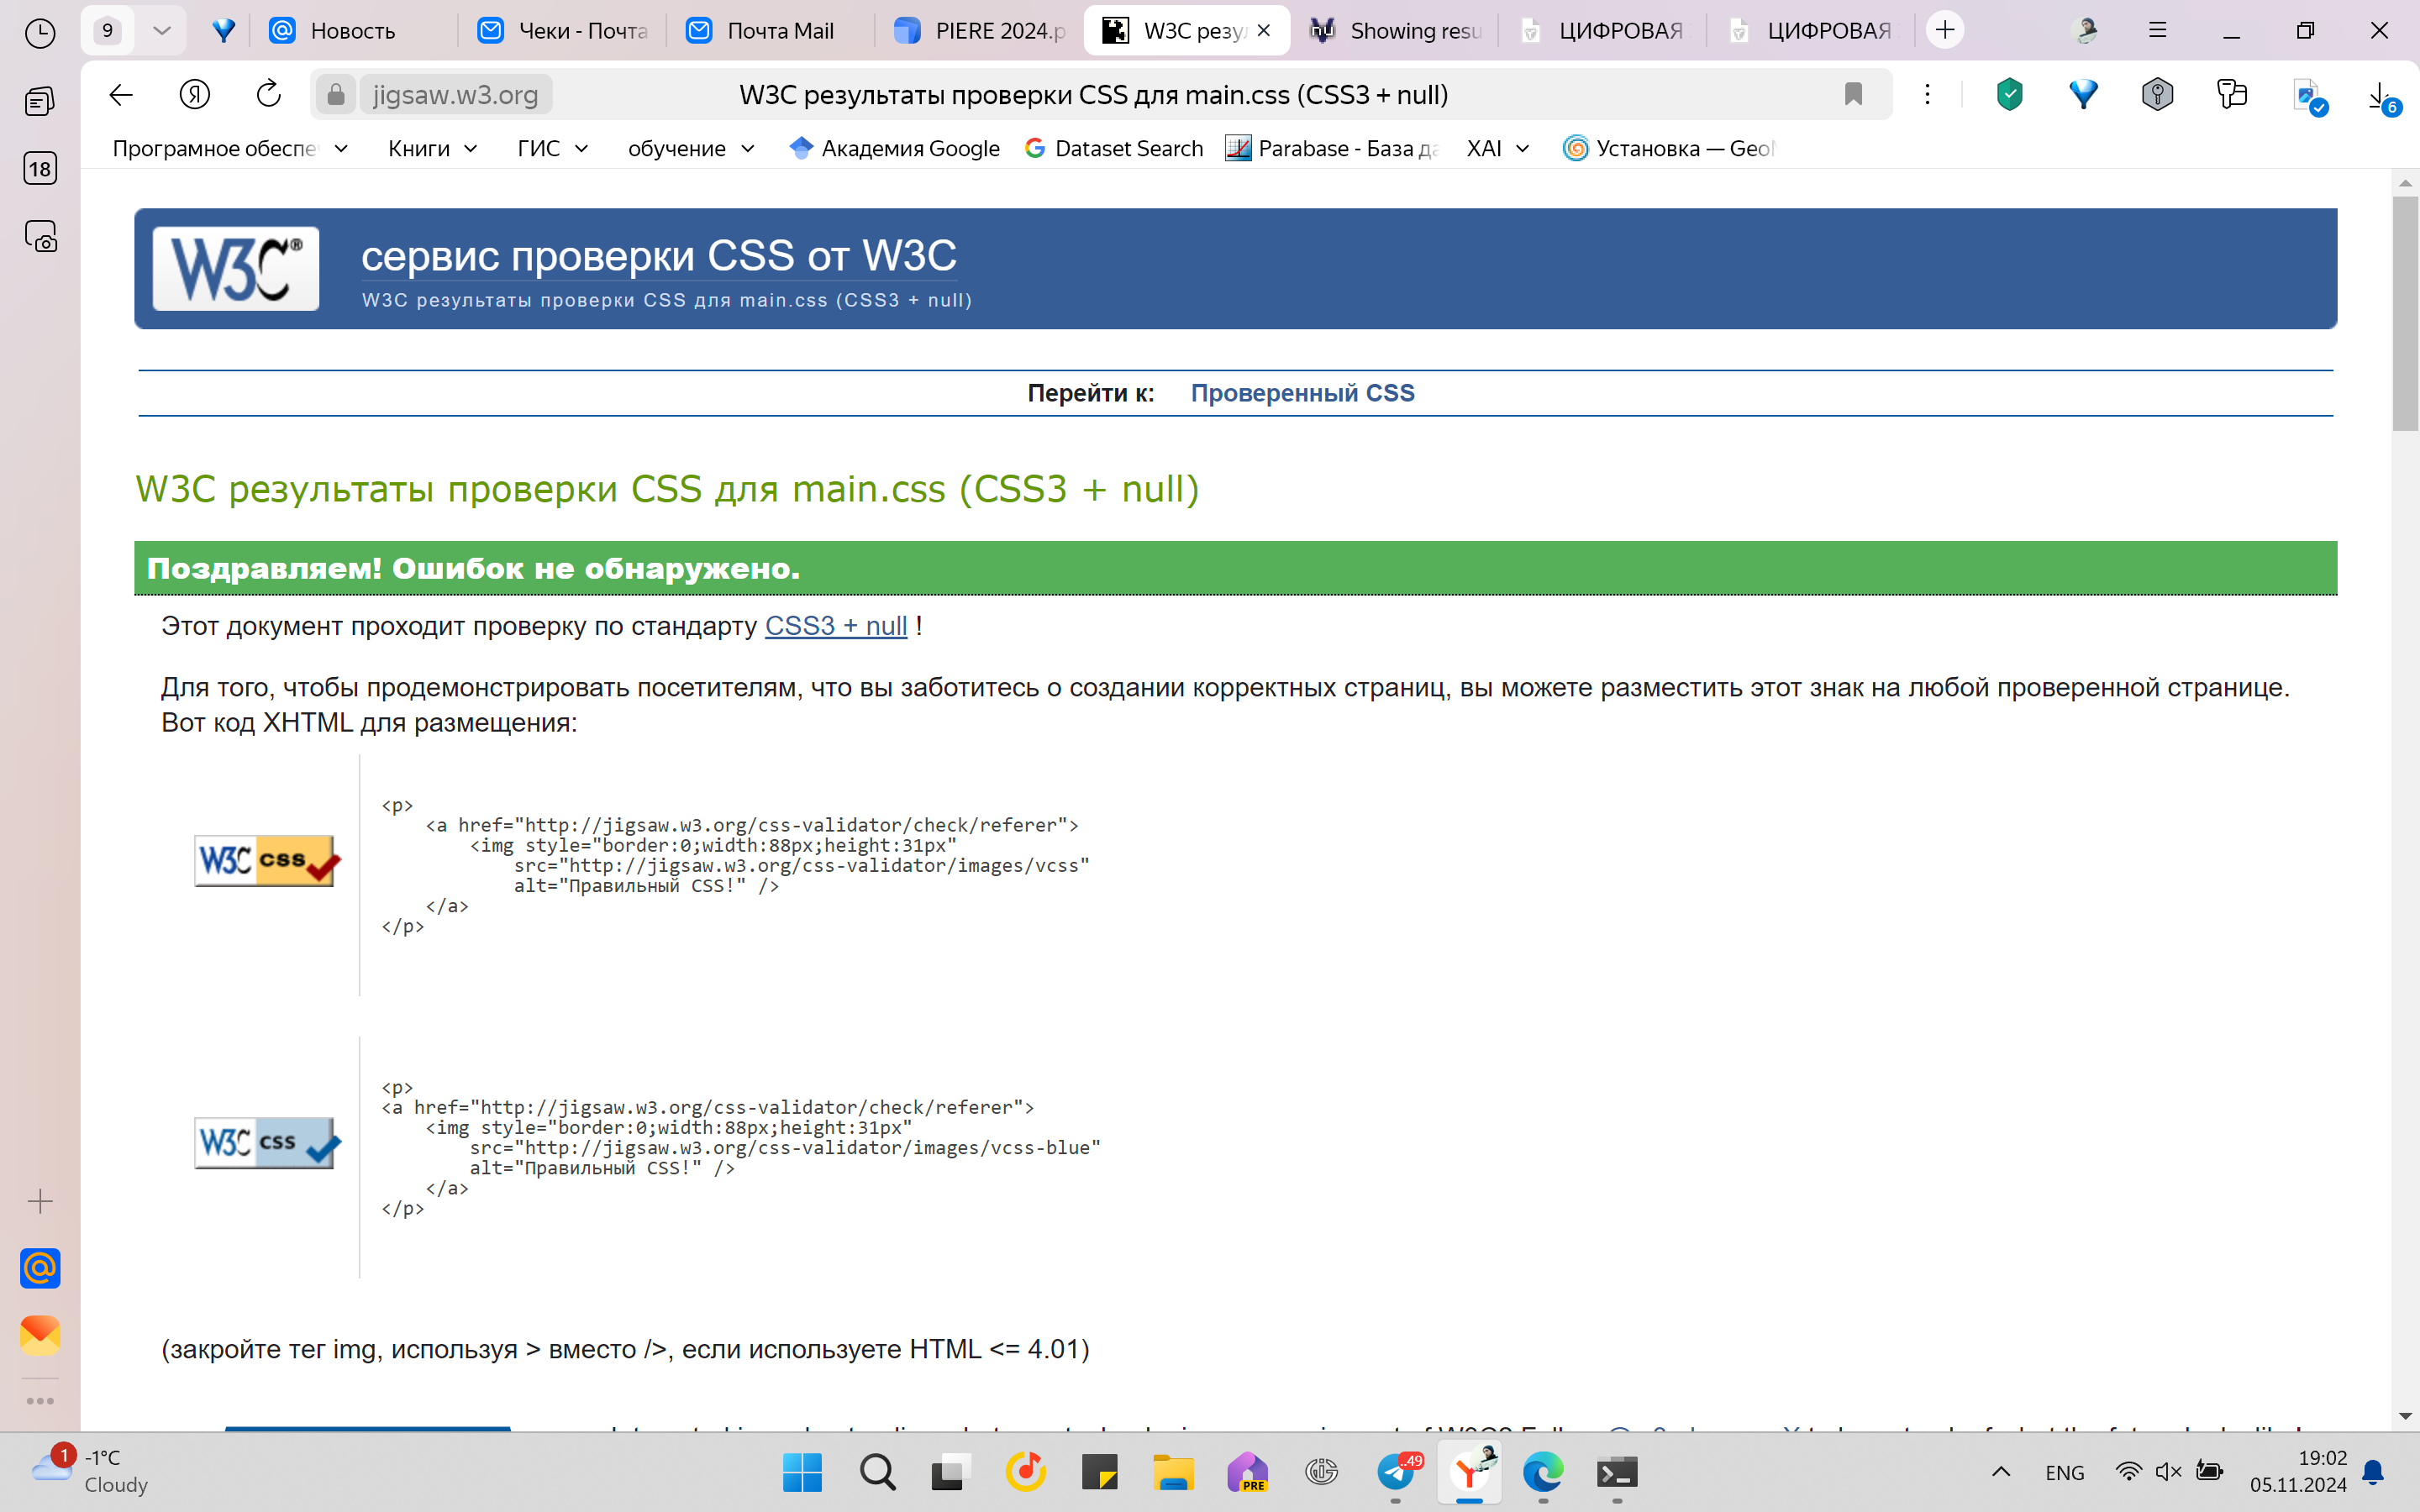 9
Новость
Чеки - Почта
Почта Mail
PIERE 2024.p
W3C резул
Showing resu
ЦИФРОВАЯ
ЦИФРОВАЯ
Я
jigsaw.w3.org
W3C результаты проверки CSS для main.css (CSS3 + null)
6
Програмное обеспе
Книги
ГИС
обучение
Академия Google
Dataset Search
Parabase - База да
XAI
Установка — Geo
18
W3C®
сервис проверки CSS от W3C
W3C результаты проверки CSS для main.css (CSS3 + null)
Перейти к: Проверенный CSS
W3C результаты проверки CSS для main.css (CSS3 + null)
Поздравляем! Ошибок не обнаружено.
Этот документ проходит проверку по стандарту CSS3 + null !
Для того, чтобы продемонстрировать посетителям, что вы заботитесь о создании корректных страниц, вы можете разместить этот знак на любой проверенной странице.
Вот код XHTML для размещения:
W3C css
<p>
<a href="http://jigsaw.w3.org/css-validator/check/referer">
<img style="border:0;width:88px;height:31px"
src="http://jigsaw.w3.org/css-validator/images/vcss"
alt="Правильный CSS!" />
</a>
</p>
W3C css
<p>
<a href="http://jigsaw.w3.org/css-validator/check/referer">
<img style="border:0;width:88px;height:31px"
src="http://jigsaw.w3.org/css-validator/images/vcss-blue"
alt="Правильный CSS!" />
</a>
</p>
(закройте тег img, используя > вместо />, если используете HTML <= 4.01)
1
-1°C
Cloudy
PRE
..49
ENG
19:02
05.11.2024